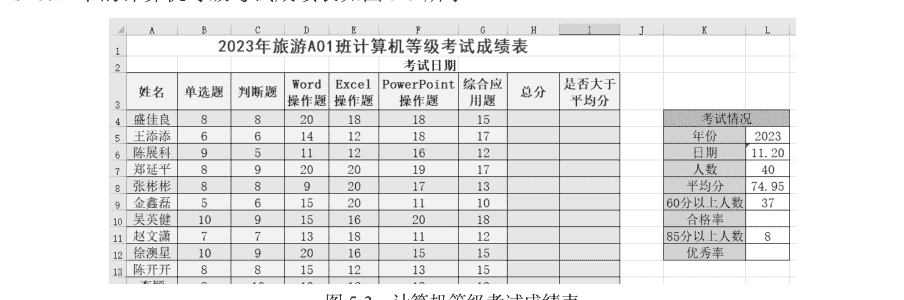 A B C D E F G H I J K L
1 2023年旅游A01班计算机等级考试成绩表
2 考试日期
3 姓名 单选题 判断题 Word操作题 Excel操作题 PowerPoint操作题 综合应用题 总分 是否大于平均分
4 盛佳良 8 8 20 18 18 15 考试情况
5 王添添 6 6 14 12 18 17 年份 2023
6 陈展科 9 5 11 12 16 12 日期 11.20
7 郑延平 8 9 20 20 19 17 人数 40
8 张彬彬 8 8 9 20 17 13 平均分 74.95
9 金鑫磊 5 6 15 20 11 10 60分以上人数 37
10 吴英健 10 9 15 16 20 18 合格率
11 赵文潇 7 7 13 18 11 12 85分以上人数 8
12 徐澳星 10 9 20 16 15 15 优秀率
13 陈开开 8 8 15 12 13 15